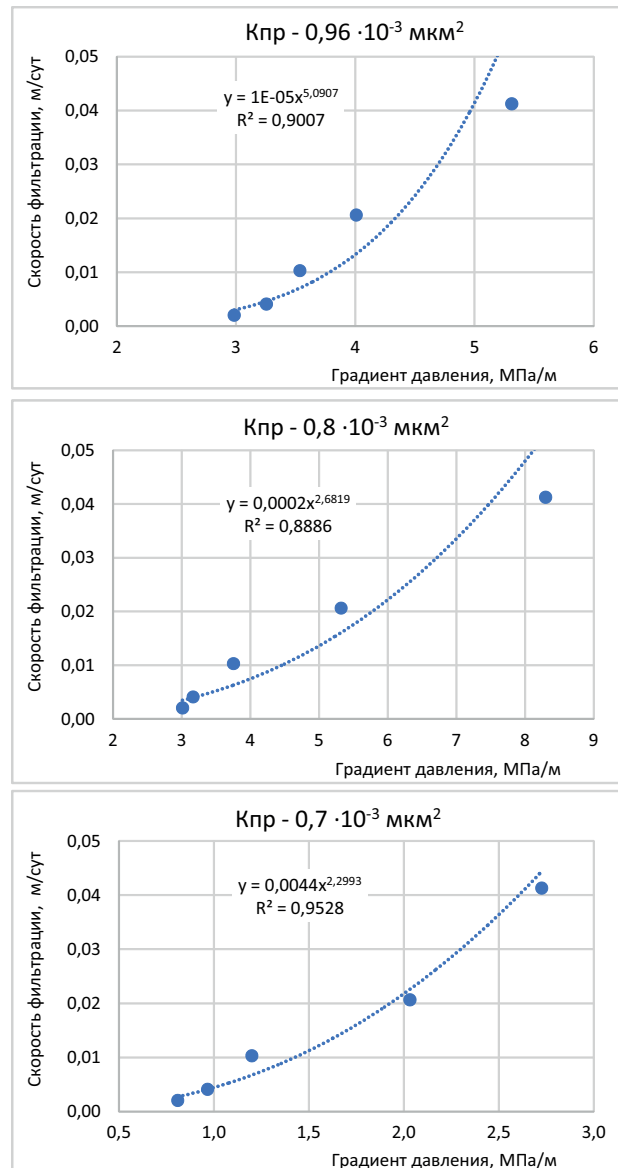 Кпр - 0,96 ·10⁻³ мкм²
Скорость фильтрации, м/сут
0,05
0,04
0,03
0,02
0,01
0,00
y = 1E-05x⁵,⁰⁹⁰⁷
R² = 0,9007
2 3 4 5 6
Градиент давления, МПа/м
Кпр - 0,8 ·10⁻³ мкм²
Скорость фильтрации, м/сут
0,05
0,04
0,03
0,02
0,01
0,00
y = 0,0002x²,⁶⁸¹⁹
R² = 0,8886
2 3 4 5 6 7 8 9
Градиент давления, МПа/м
Кпр - 0,7 ·10⁻³ мкм²
Скорость фильтрации, м/сут
0,05
0,04
0,03
0,02
0,01
0,00
y = 0,0044x²,²⁹⁹³
R² = 0,9528
0,5 1,0 1,5 2,0 2,5 3,0
Градиент давления, МПа/м